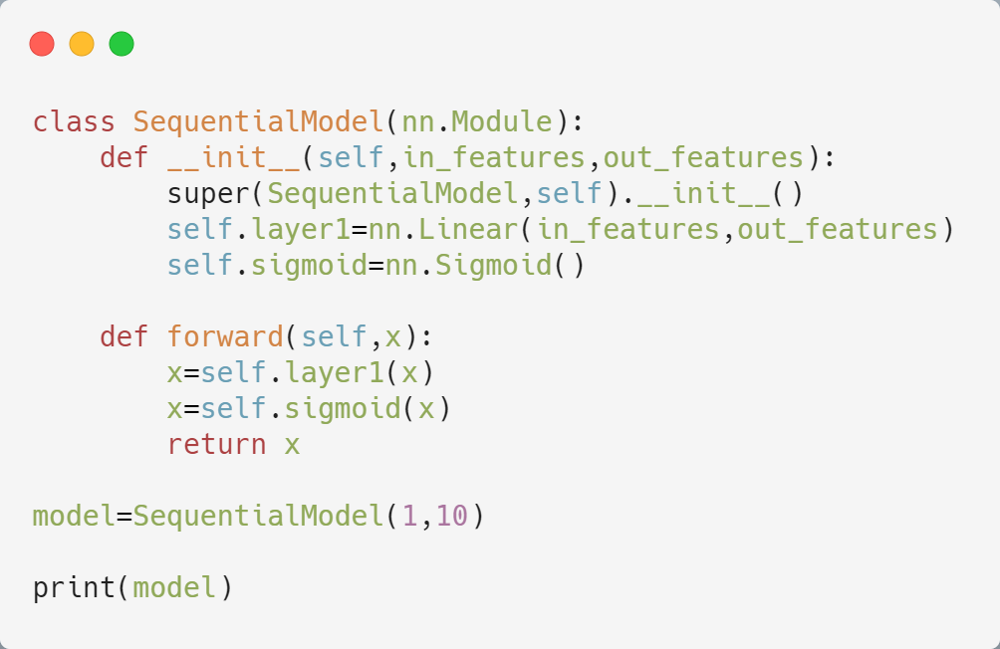 class SequentialModel(nn.Module):
    def __init__(self,in_features,out_features):
        super(SequentialModel,self).__init__()
        self.layer1=nn.Linear(in_features,out_features)
        self.sigmoid=nn.Sigmoid()

    def forward(self,x):
        x=self.layer1(x)
        x=self.sigmoid(x)
        return x

model=SequentialModel(1,10)

print(model)